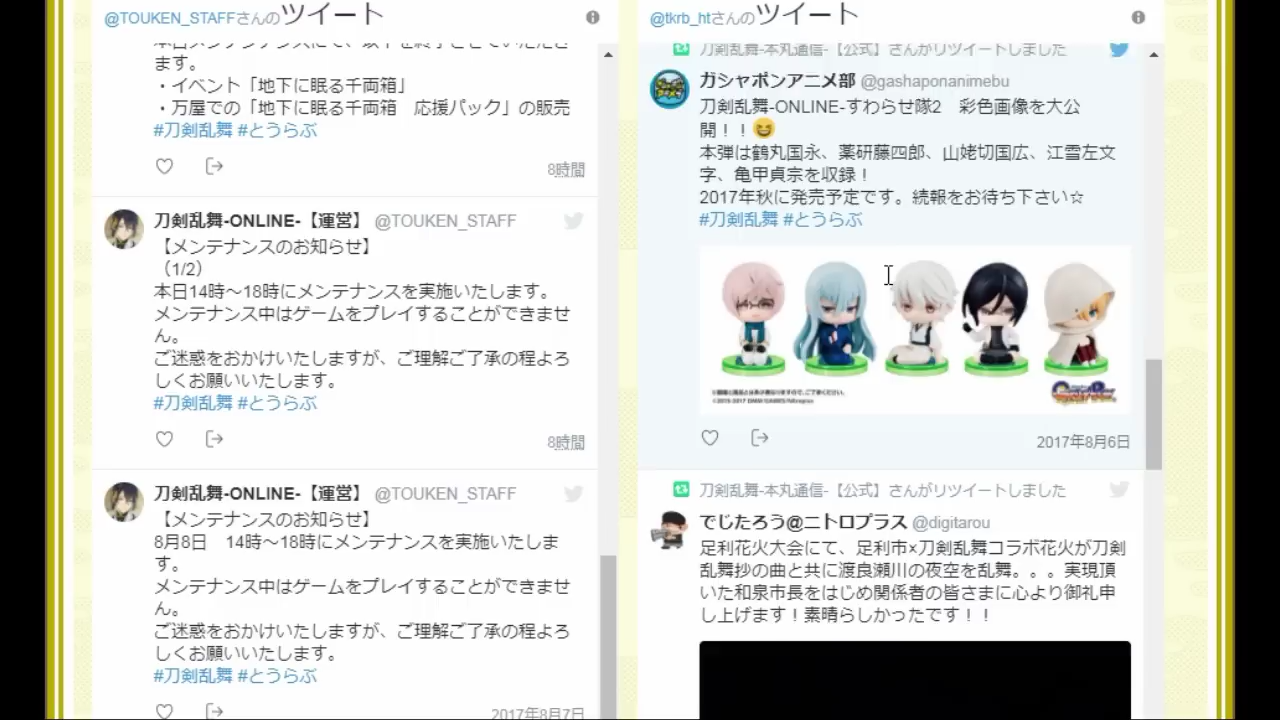 @TOUKEN_STAFFさんのツイート
ます。
・イベント「地下に眠る千両箱」
・万屋での「地下に眠る千両箱　応援パック」の販売
#刀剣乱舞 #とうらぶ
8時間
刀剣乱舞-ONLINE-【運営】 @TOUKEN_STAFF
【メンテナンスのお知らせ】
（1/2）
本日14時～18時にメンテナンスを実施いたします。
メンテナンス中はゲームをプレイすることができませ
ん。
ご迷惑をおかけいたしますが、ご理解ご了承の程よろ
しくお願いいたします。
#刀剣乱舞 #とうらぶ
8時間
刀剣乱舞-ONLINE-【運営】 @TOUKEN_STAFF
【メンテナンスのお知らせ】
8月8日　14時～18時にメンテナンスを実施いたしま
す。
メンテナンス中はゲームをプレイすることができませ
ん。
ご迷惑をおかけいたしますが、ご理解ご了承の程よろ
しくお願いいたします。
#刀剣乱舞 #とうらぶ
2017年8月7日
@tkrb_htさんのツイート
刀剣乱舞-本丸通信-【公式】さんがリツイートしました
ガシャポンアニメ部 @gashaponanimebu
刀剣乱舞-ONLINE-すわらせ隊2　彩色画像を大公
開！！😆
本弾は鶴丸国永、薬研藤四郎、山姥切国広、江雪左文
字、亀甲貞宗を収録！
2017年秋に発売予定です。続報をお待ち下さい☆
#刀剣乱舞 #とうらぶ
2017年8月6日
刀剣乱舞-本丸通信-【公式】さんがリツイートしました
でじたろう@ニトロプラス @digitarou
足利花火大会にて、足利市×刀剣乱舞コラボ花火が刀剣
乱舞抄の曲と共に渡良瀬川の夜空を乱舞。。。実現頂
いた和泉市長をはじめ関係者の皆さまに心より御礼申
し上げます！素晴らしかったです！！